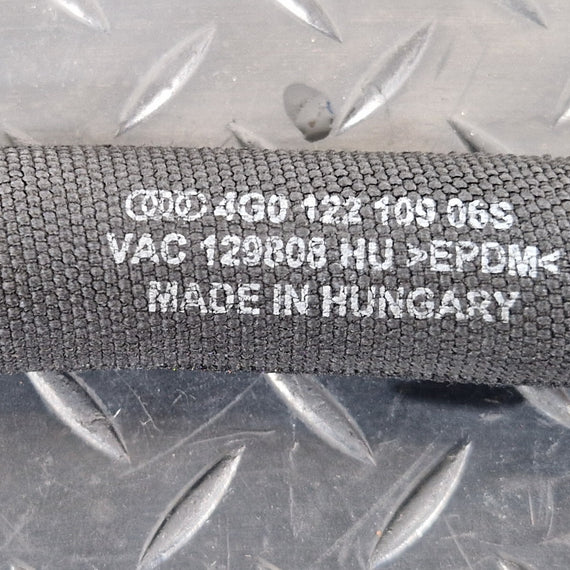 4G0 122 109 06S
VAC 129808 HU >EPDM<
MADE IN HUNGARY